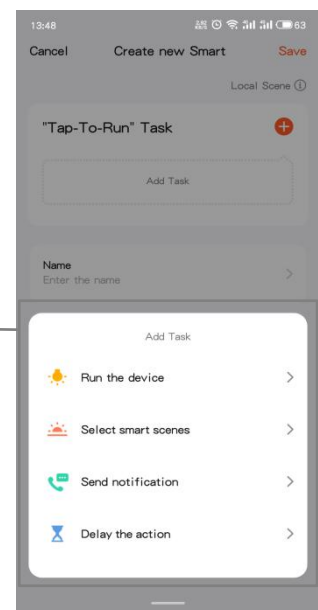 13:48
63
Cancel Create new Smart Save
Local Scene
"Tap-To-Run" Task
Add Task
Name
Enter the name
Add Task
Run the device
Select smart scenes
Send notification
Delay the action